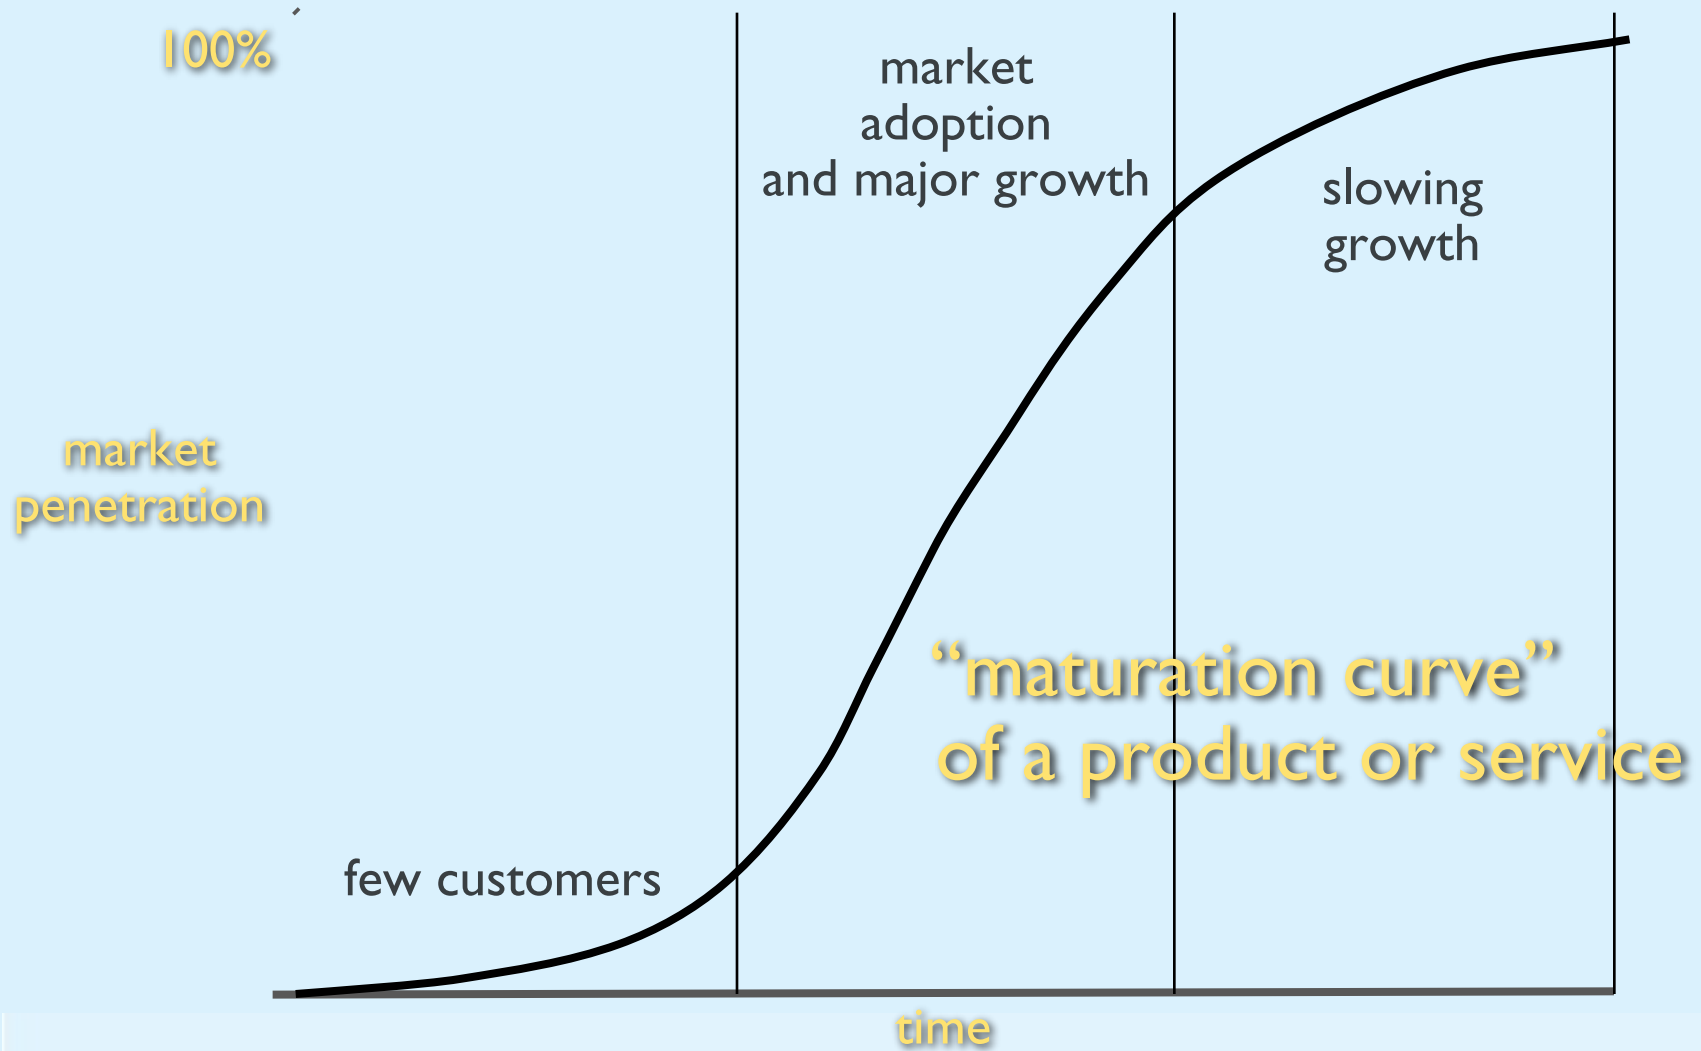 100%
market
adoption
and major growth
slowing
growth
market
penetration
“maturation curve”
of a product or service
few customers
time